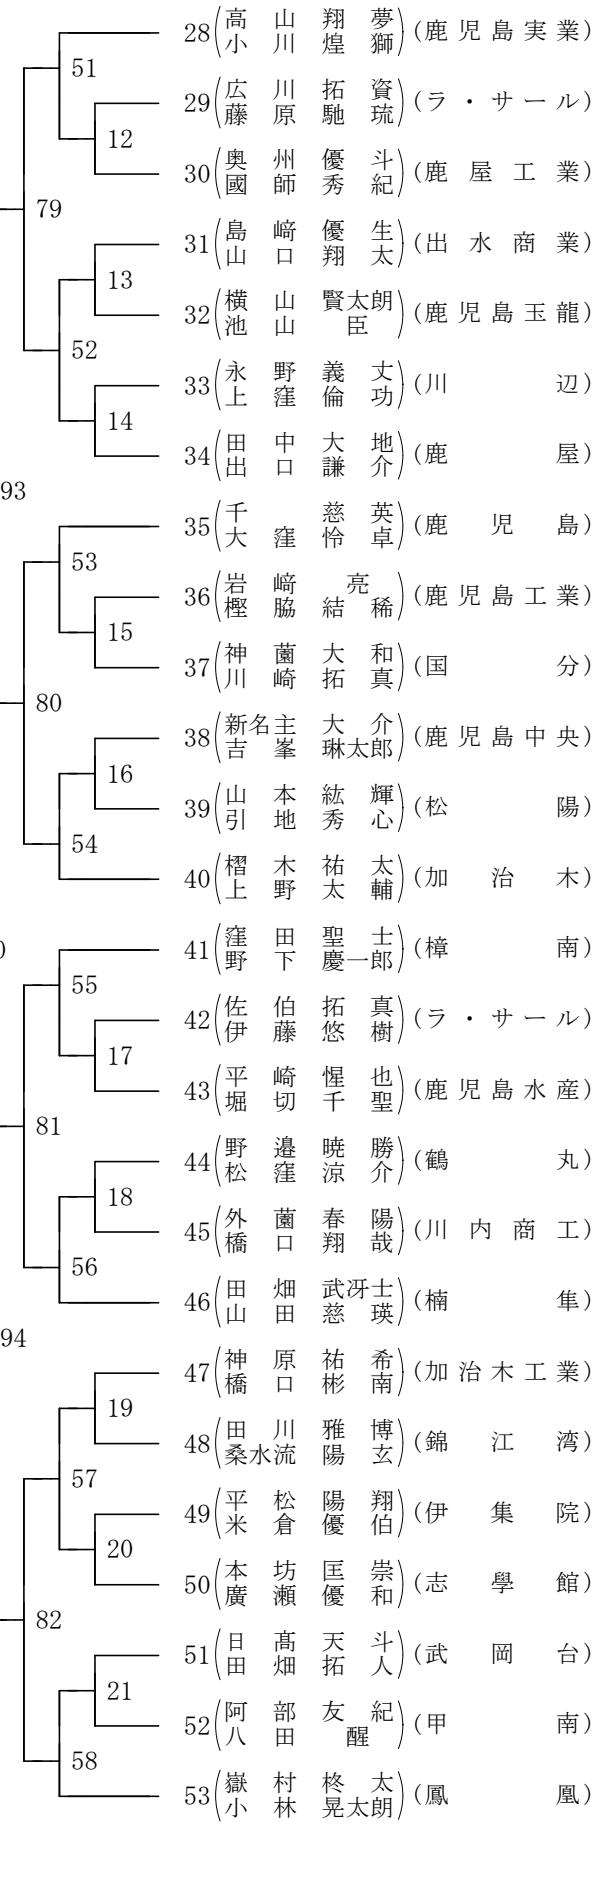 28 高山翔夢 (鹿児島実業)
小川煌獅
51
29 広川拓資 (ラ・サール)
藤原馳琉
12
30 奥州優斗 (鹿屋工業)
國師秀紀
79
31 島﨑優生 (出水商業)
山口翔太
13
32 横山賢太朗 (鹿児島玉龍)
池山臣
52
33 永野義丈 (川辺)
上窪倫功
14
34 田中大地 (鹿屋)
出口謙介
93
35 千慈英 (鹿児島)
大窪怜卓
53
36 岩﨑亮 (鹿児島工業)
樫脇結稀
15
37 神薗大和 (国分)
川崎拓真
80
38 新名主大介 (鹿児島中央)
吉峯琳太郎
16
39 山本紘輝 (松陽)
引地秀心
54
40 榴木祐太 (加治木)
上野太輔
41 窪田聖士 (樟南)
野下慶一郎
55
42 佐伯拓真 (ラ・サール)
伊藤悠樹
17
43 平崎惺也 (鹿児島水産)
堀切千聖
81
44 野邉暁勝 (鶴丸)
松窪涼介
18
45 外薗春陽 (川内商工)
橋口翔哉
56
46 田畑武冴士 (楠隼)
山田慈瑛
94
47 神原祐希 (加治木工業)
橋口彬南
19
48 田川雅博 (錦江湾)
桑水流陽玄
57
49 平松陽翔 (伊集院)
米倉優伯
20
50 本坊匡崇 (志學館)
廣瀬優和
82
51 日髙天斗 (武岡台)
田畑拓人
21
52 阿部友紀 (甲南)
八田醒
58
53 嶽村柊太 (鳳凰)
小林晃太朗